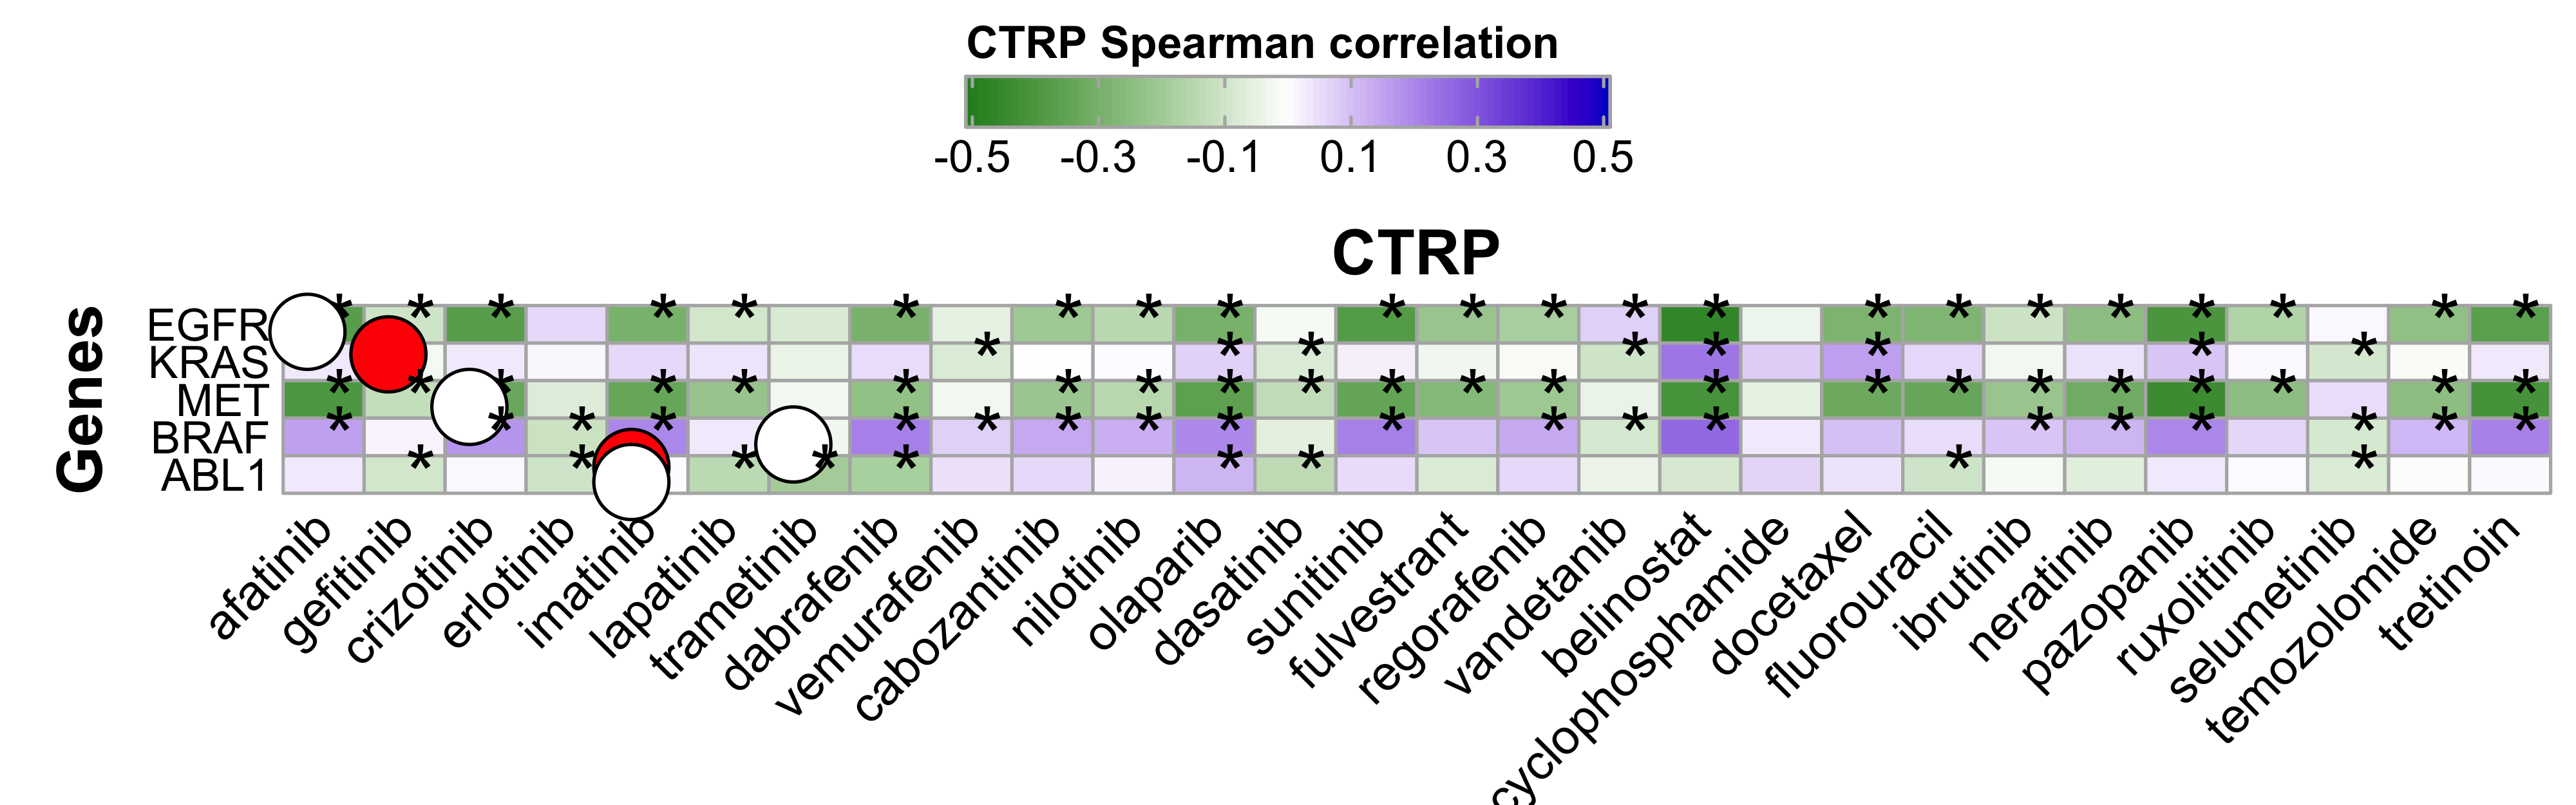 CTRP Spearman correlation
-0.5 -0.3 -0.1 0.1 0.3 0.5
CTRP
Genes
EGFR * * * * * * * * * * * * * * * * * * * * * * *
KRAS * * * * * * * *
MET * * * * * * * * * * * * * * * * * * * * * * *
BRAF * * * * * * * * * * * * * * * * * * *
ABL1 * * * * * * * * *
afatinib
gefitinib
crizotinib
erlotinib
imatinib
lapatinib
trametinib
dabrafenib
vemurafenib
cabozantinib
nilotinib
olaparib
dasatinib
sunitinib
fulvestrant
regorafenib
vandetanib
belinostat
cyclophosphamide
docetaxel
fluorouracil
ibrutinib
neratinib
pazopanib
ruxolitinib
selumetinib
temozolomide
tretinoin